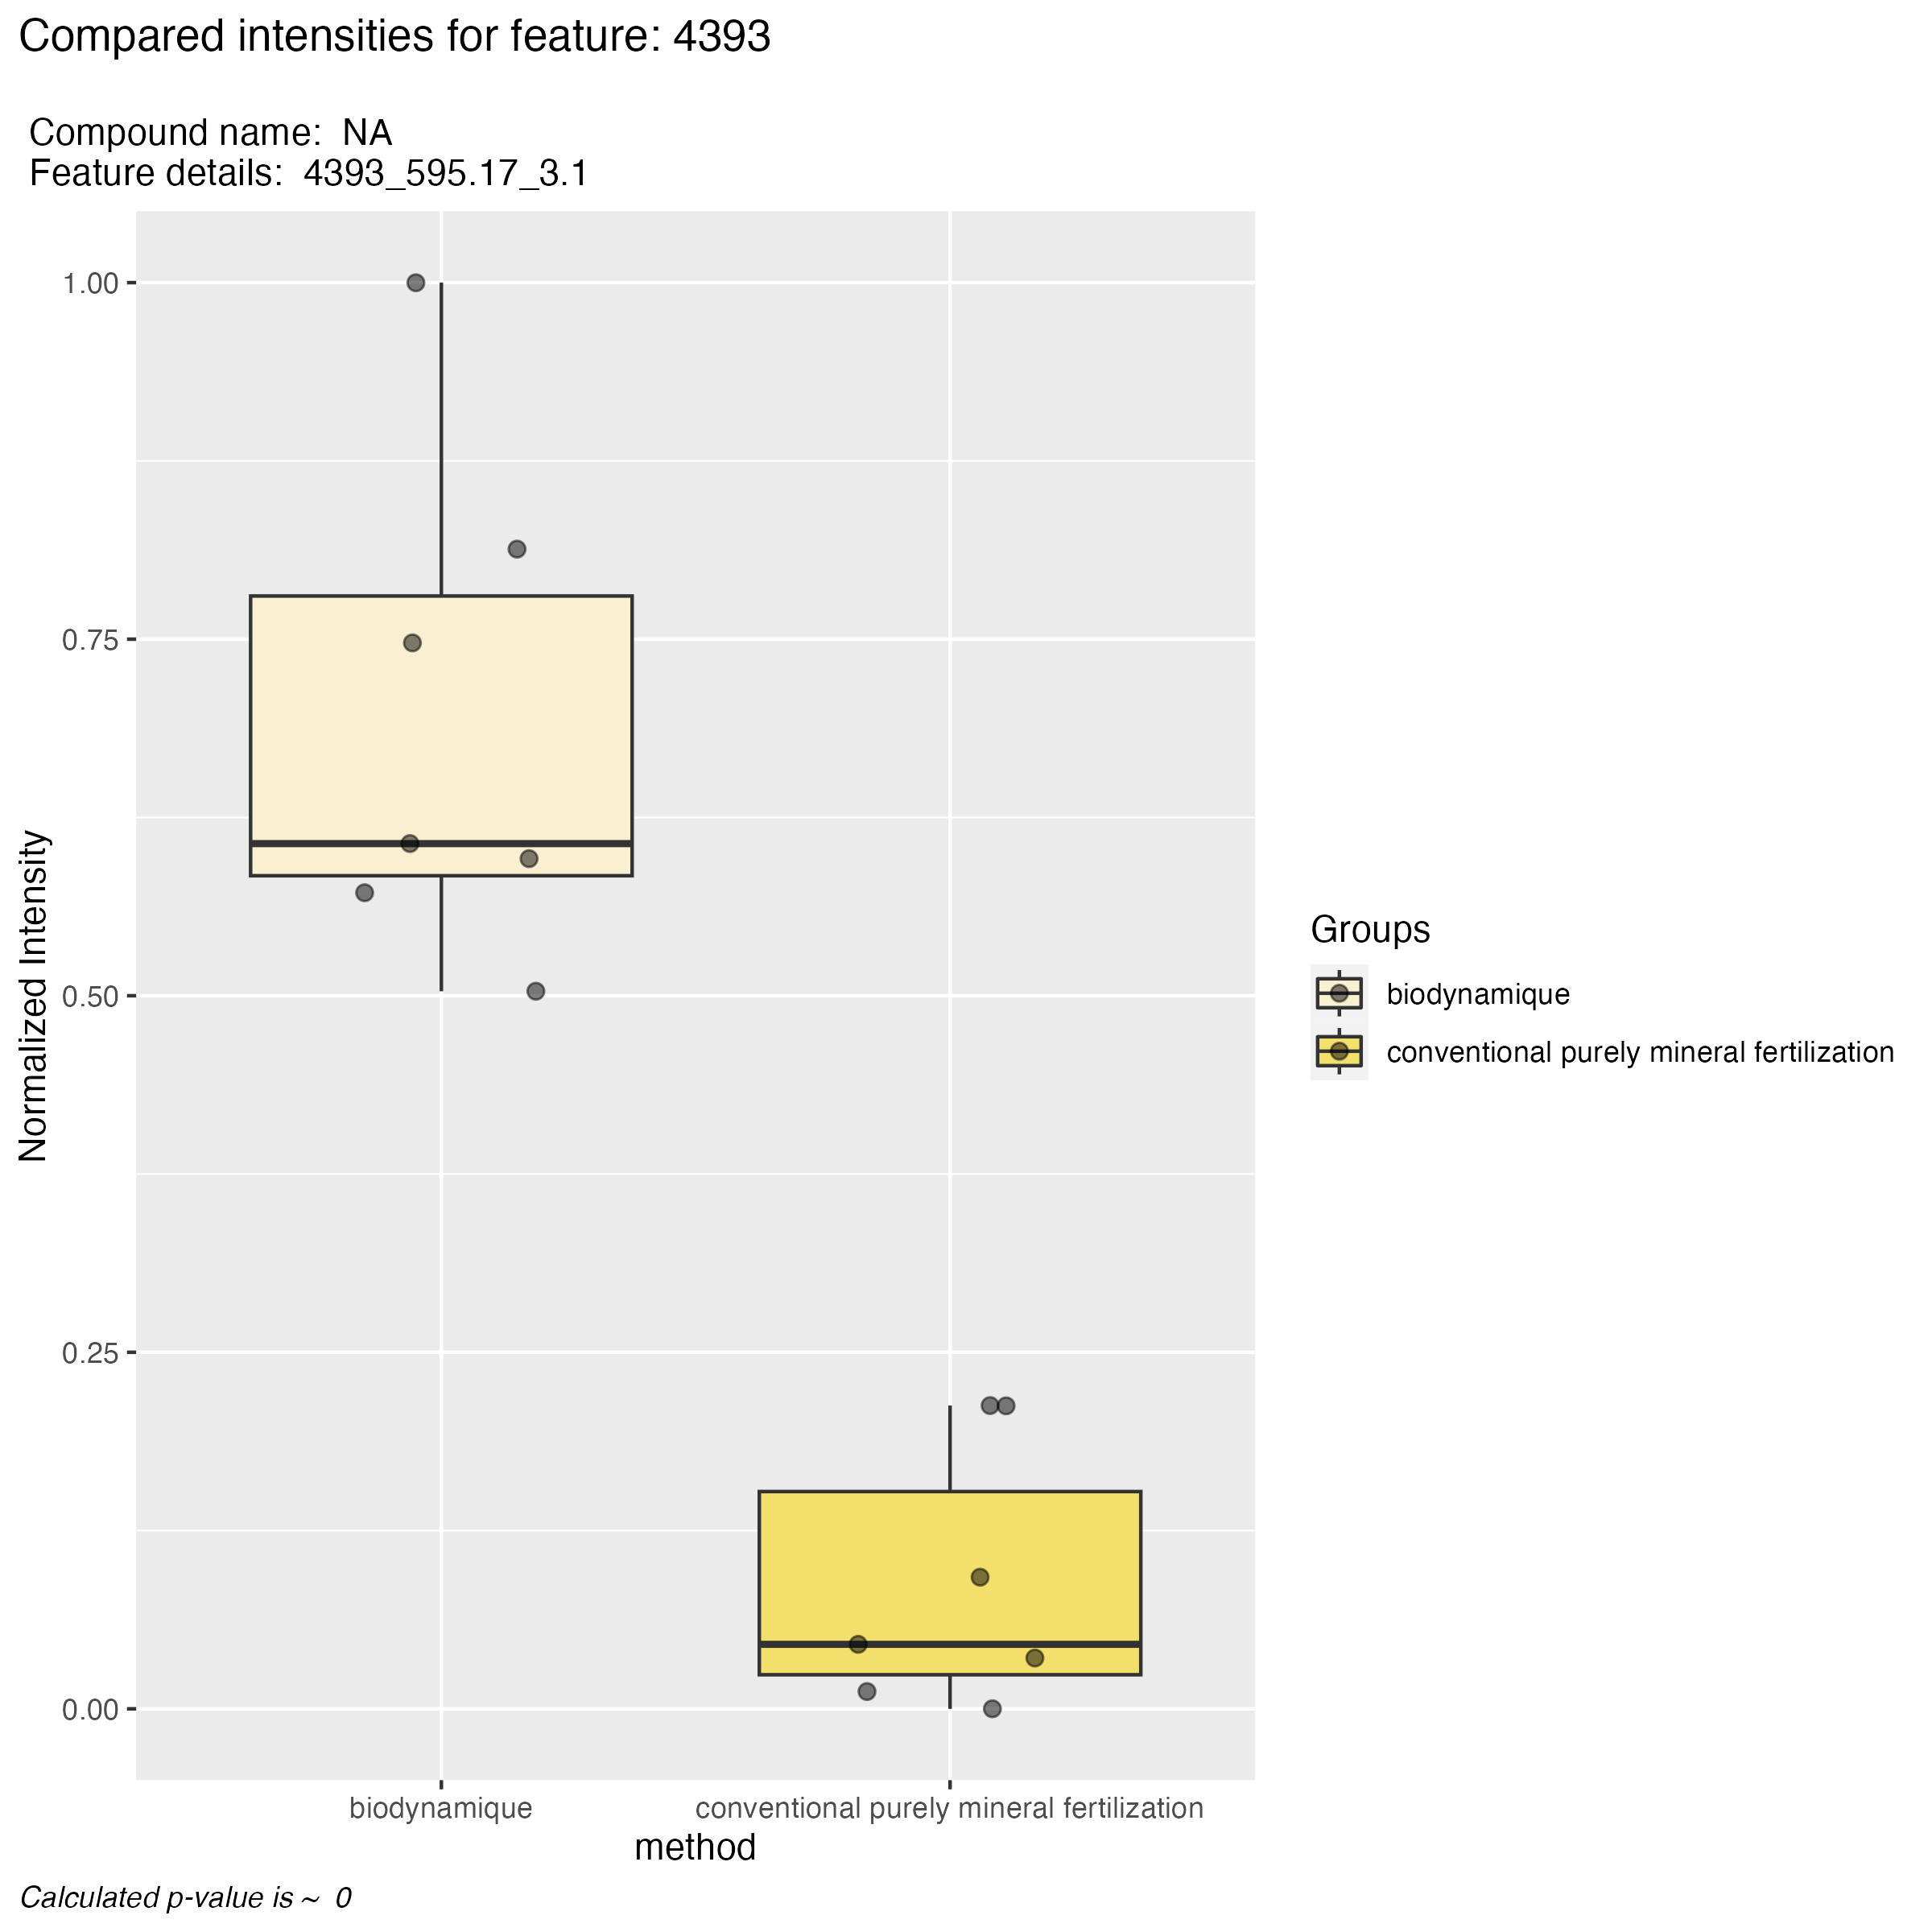 Compared intensities for feature: 4393
Compound name: NA
Feature details: 4393_595.17_3.1
Normalized Intensity
1.00
0.75
0.50
0.25
0.00
biodynamique
conventional purely mineral fertilization
method
Groups
biodynamique
conventional purely mineral fertilization
Calculated p-value is ~ 0